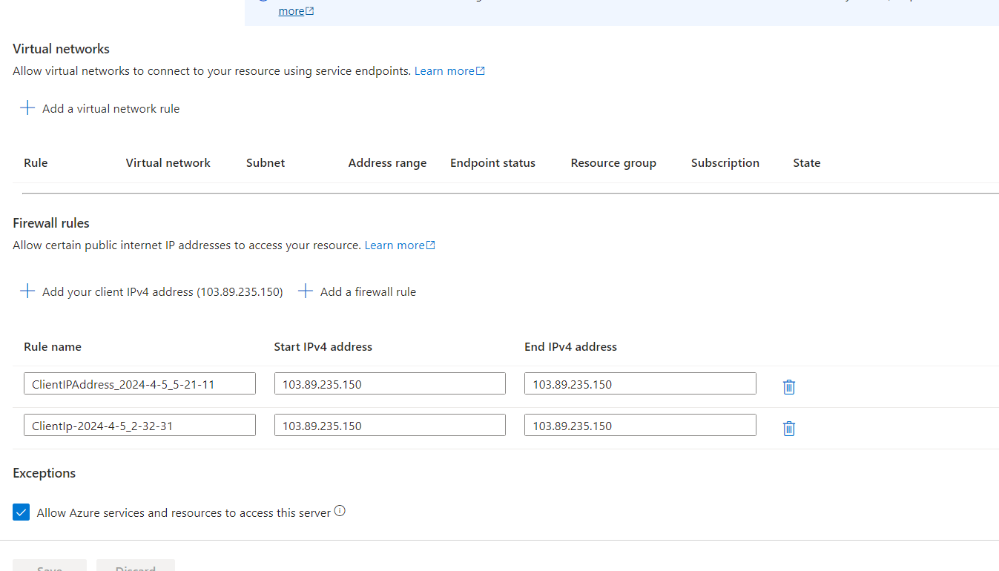 more
Virtual networks
Allow virtual networks to connect to your resource using service endpoints. Learn more
Add a virtual network rule
Rule Virtual network Subnet Address range Endpoint status Resource group Subscription State
Firewall rules
Allow certain public internet IP addresses to access your resource. Learn more
Add your client IPv4 address (103.89.235.150) Add a firewall rule
Rule name Start IPv4 address End IPv4 address
ClientIPAddress_2024-4-5_5-21-11 103.89.235.150 103.89.235.150
ClientIp-2024-4-5_2-32-31 103.89.235.150 103.89.235.150
Exceptions
Allow Azure services and resources to access this server
Save Discard